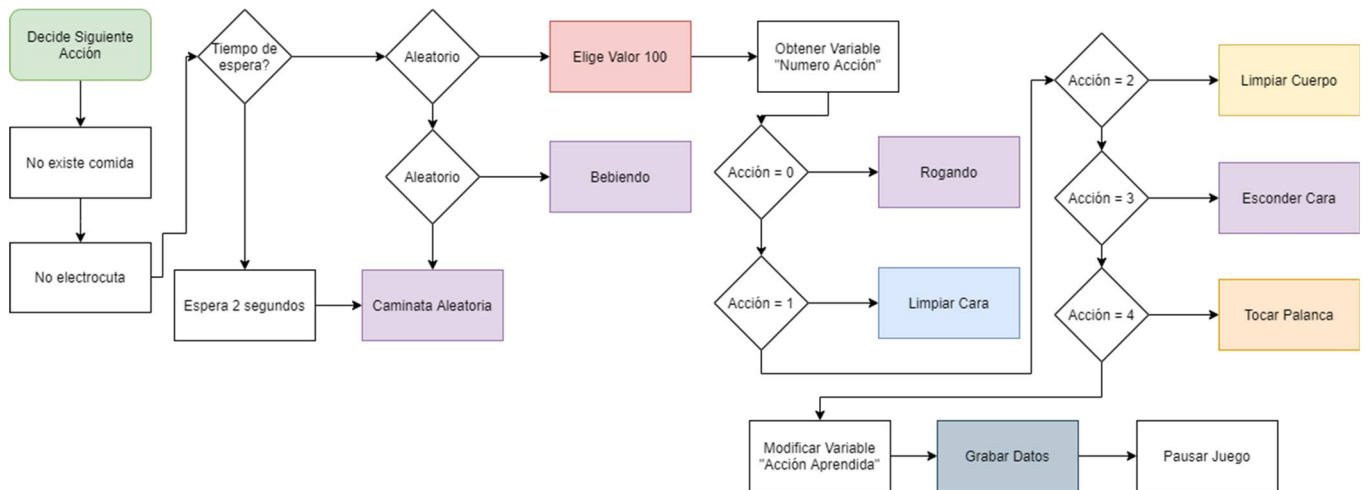 Decide Siguiente
Acción
No existe comida
No electrocuta
Tiempo de
espera?
Espera 2 segundos
Aleatorio
Aleatorio
Caminata Aleatoria
Elige Valor 100
Bebiendo
Obtener Variable
"Numero Acción"
Acción = 0
Rogando
Acción = 1
Limpiar Cara
Acción = 2
Limpiar Cuerpo
Acción = 3
Esconder Cara
Acción = 4
Tocar Palanca
Modificar Variable
"Acción Aprendida"
Grabar Datos
Pausar Juego